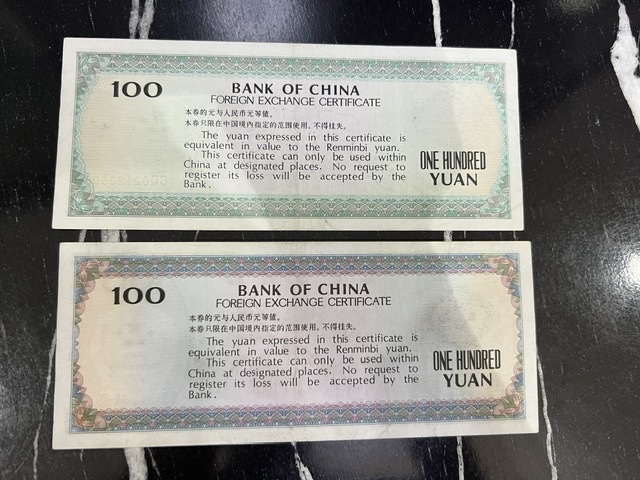 100
BANK OF CHINA
FOREIGN EXCHANGE CERTIFICATE
本券的元与人民币元等值。
本券只限在中国境内指定的范围使用，不得挂失。
The yuan expressed in this certificate is
equivalent in value to the Renminbi yuan.
This certificate can only be used within
China at designated places. No request to
register its loss will be accepted by the
Bank.
ONE HUNDRED
YUAN
100
BANK OF CHINA
FOREIGN EXCHANGE CERTIFICATE
本券的元与人民币元等值。
本券只限在中国境内指定的范围使用，不得挂失。
The yuan expressed in this certificate is
equivalent in value to the Renminbi yuan.
This certificate can only be used within
China at designated places. No request to
register its loss will be accepted by the
Bank.
ONE HUNDRED
YUAN